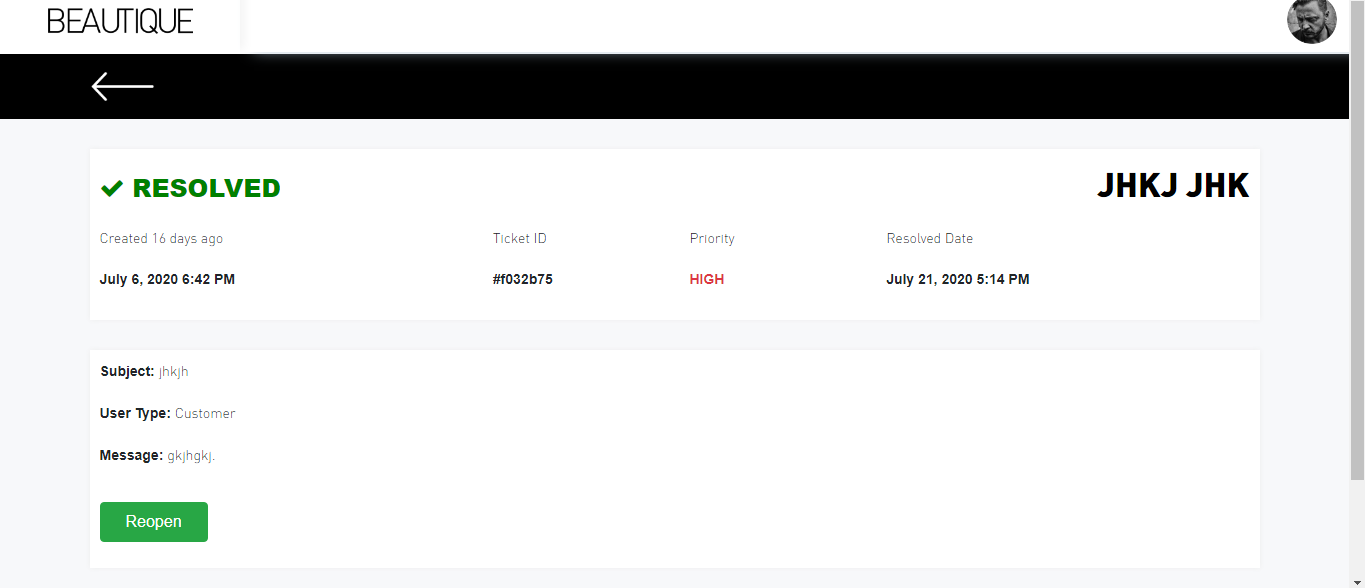 BEAUTIQUE
RESOLVED
JHKJ JHK
Created 16 days ago
Ticket ID
Priority
Resolved Date
July 6, 2020 6:42 PM
#f032b75
HIGH
July 21, 2020 5:14 PM
Subject: jhkjh
User Type: Customer
Message: gkjhgkj.
Reopen